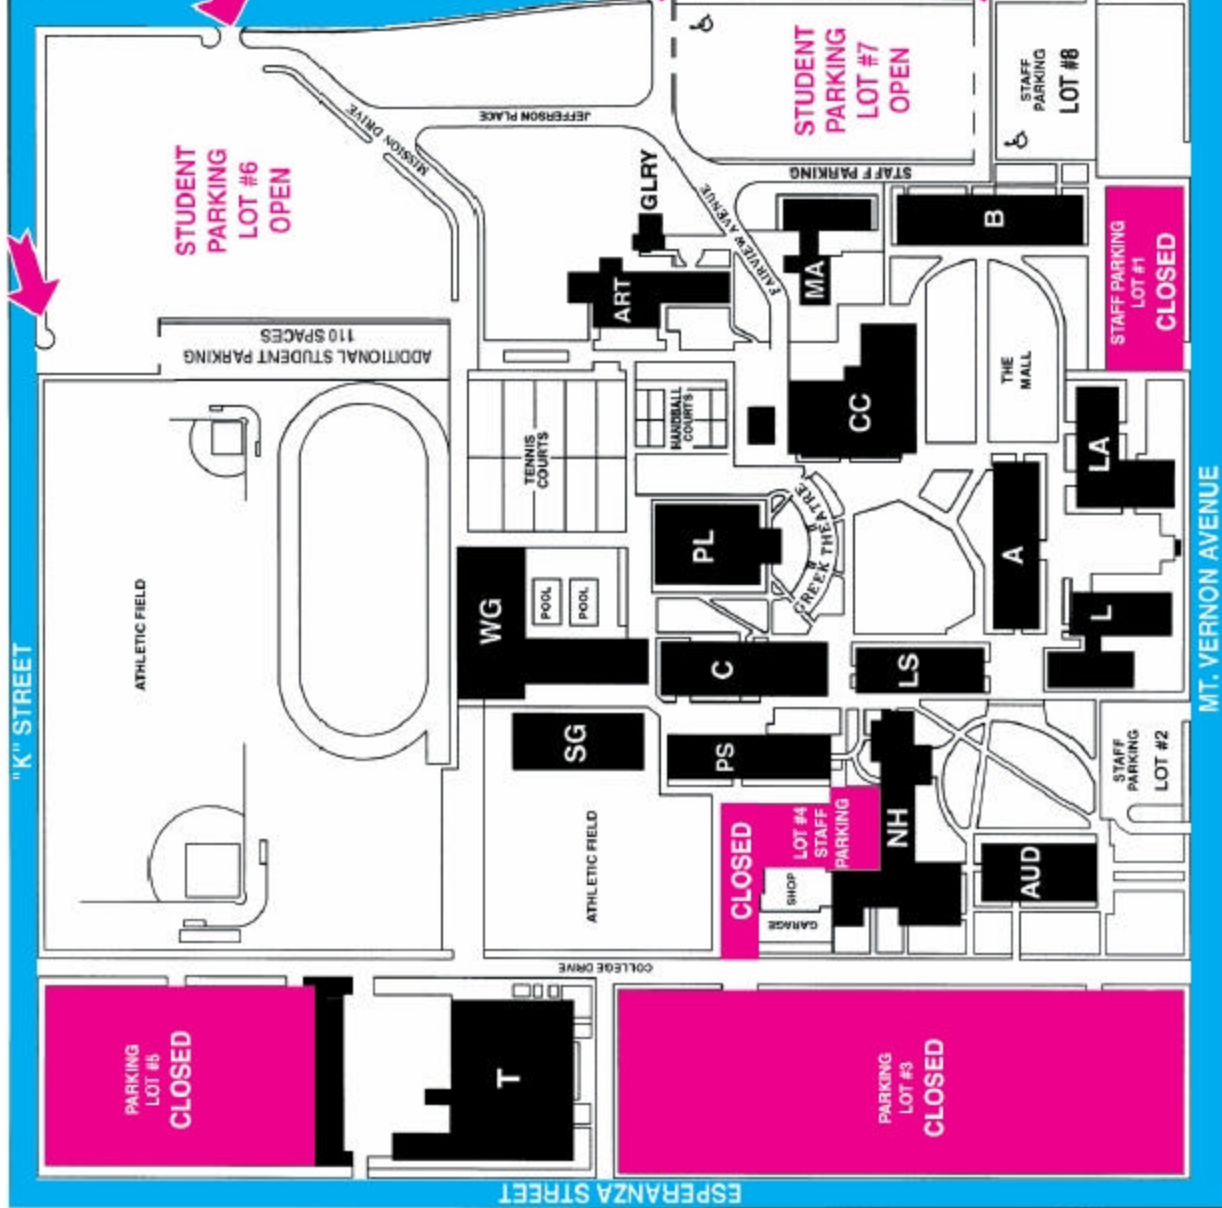 STUDENT
PARKING
LOT #6
OPEN
STUDENT
PARKING
LOT #7
OPEN
STAFF
PARKING
LOT #8
JEFFERSON PLACE
MISSION DRIVE
STAFF PARKING
GLRY
FAIRVIEW AVENUE
B
MA
ART
STAFF PARKING
LOT #1
CLOSED
ADDITIONAL STUDENT PARKING
110 SPACES
THE
MALL
CC
HANDBALL
COURTS
TENNIS
COURTS
LA
GREEK THEATRE
PL
A
ATHLETIC FIELD
POOL
POOL
WG
L
C
LS
"K" STREET
MT. VERNON AVENUE
SG
PS
STAFF
PARKING
LOT #2
NH
LOT #4
STAFF
PARKING
CLOSED
ATHLETIC FIELD
SHOP
GARAGE
AUD
COLLEGE DRIVE
PARKING
LOT #5
CLOSED
T
PARKING
LOT #3
CLOSED
ESPERANZA STREET